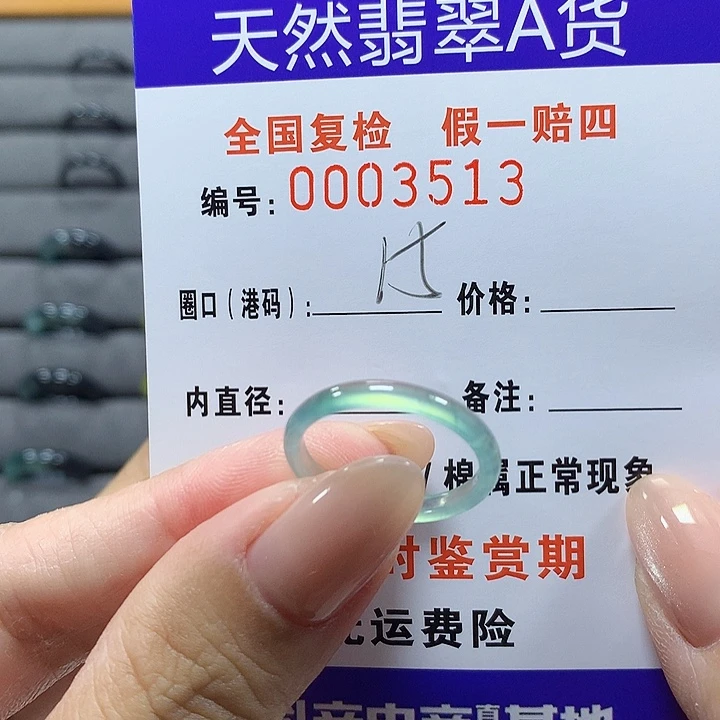 天然翡翠A货
全国复检 假一赔四
编号: 0003513
圈口(港码): 价格:
内直径: 备注:
棉属正常现象
时鉴赏期
运费险